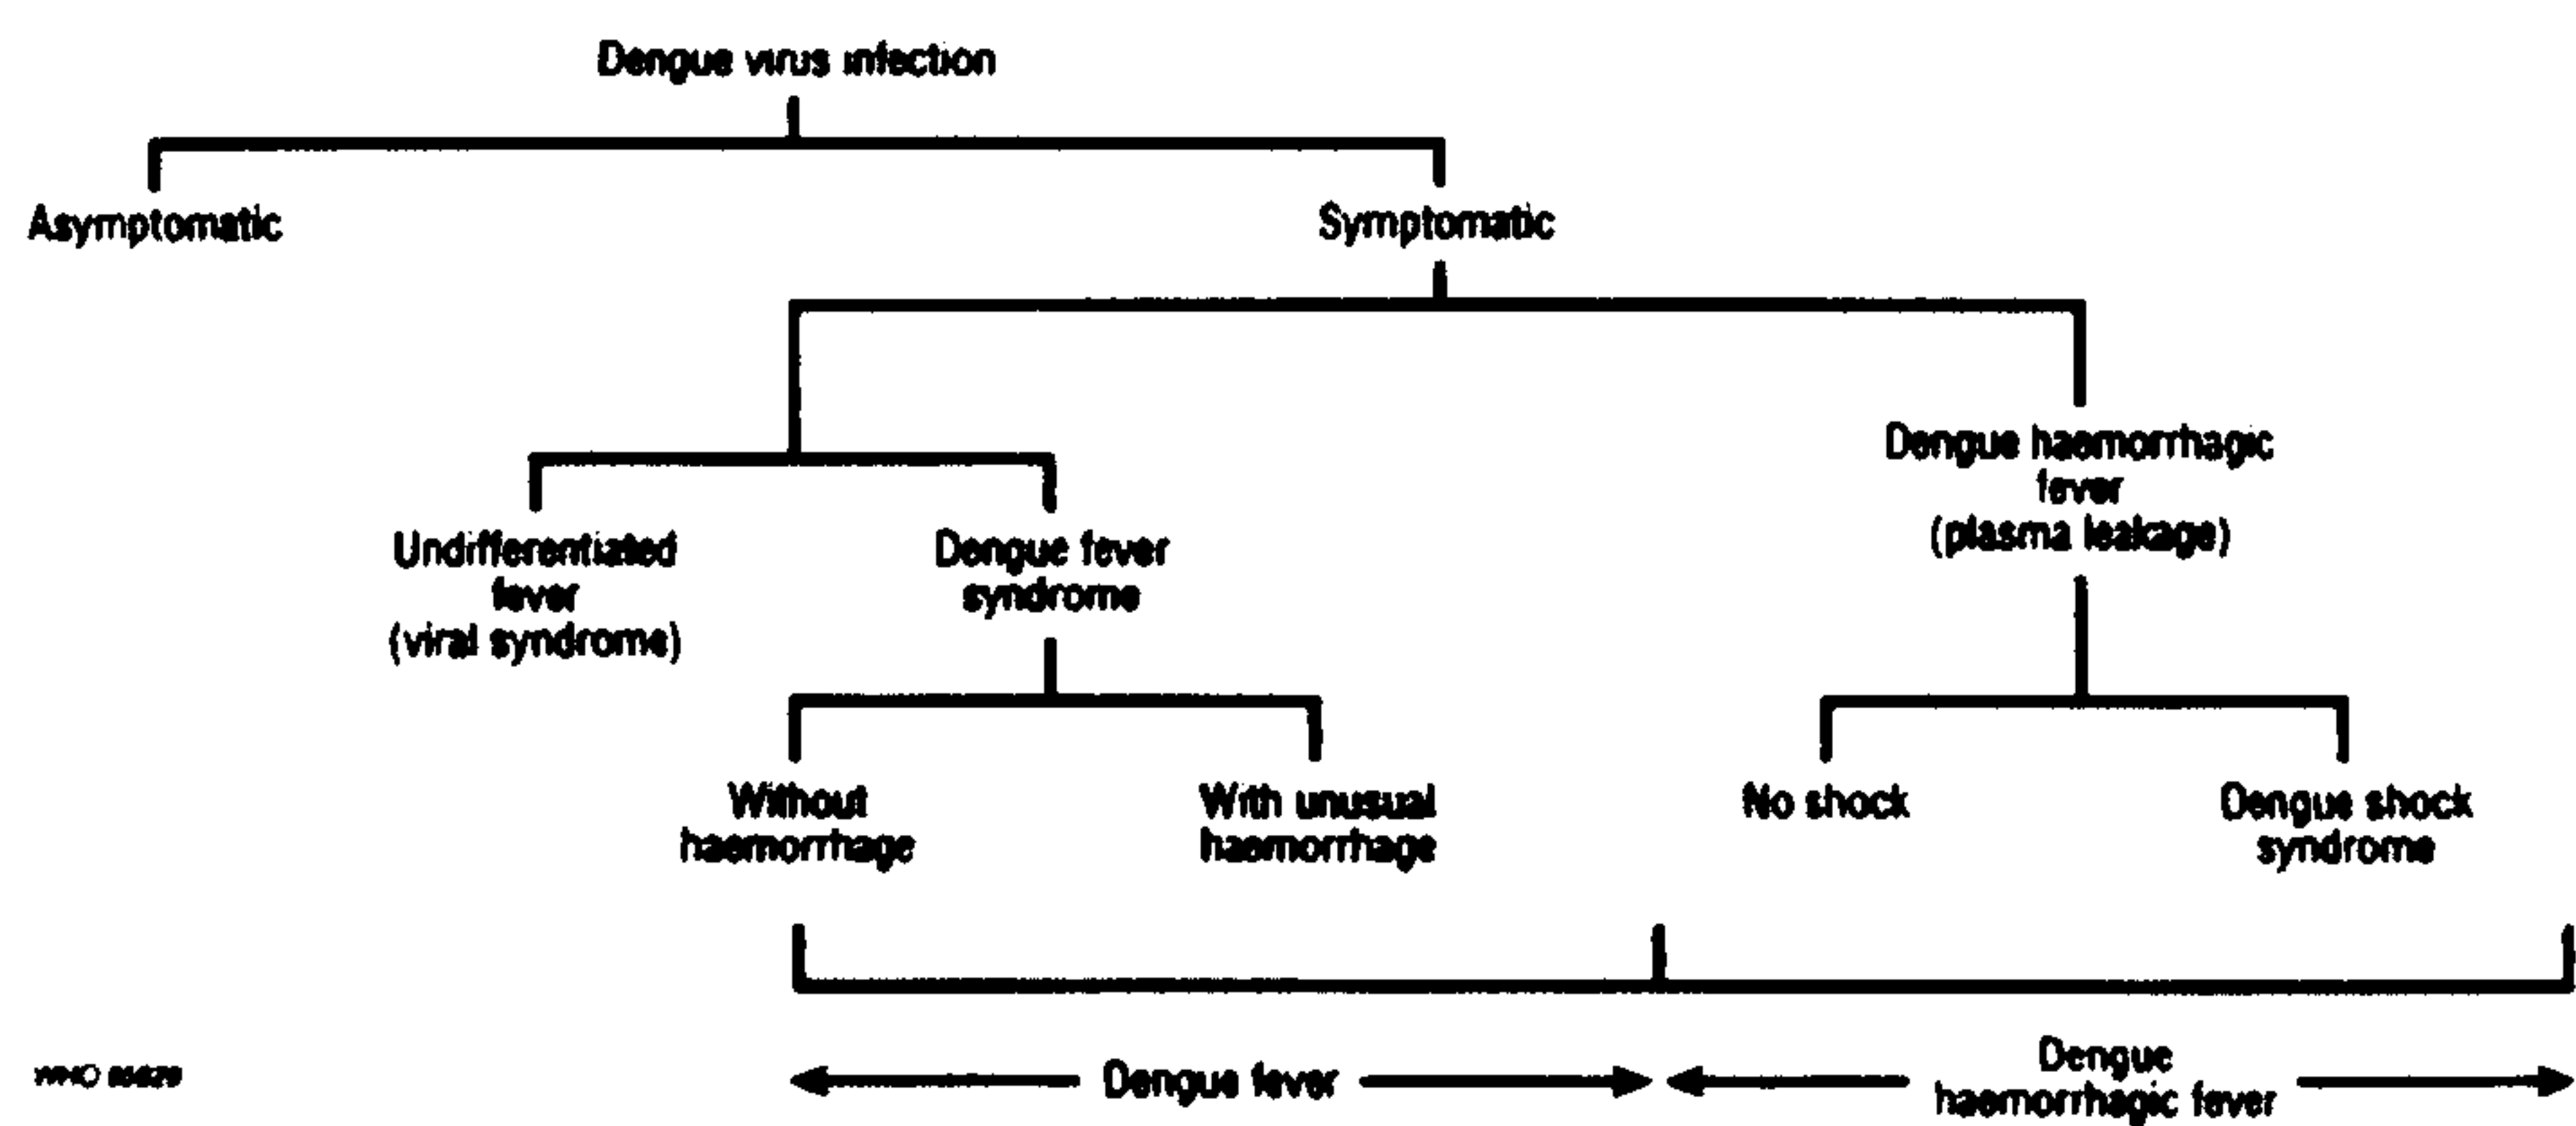 Dengue virus infection
Asymptomatic
Symptomatic
Undifferentiated
fever
(viral syndrome)
Dengue fever
syndrome
Dengue haemorrhagic
fever
(plasma leakage)
Without
haemorrhage
With unusual
haemorrhage
No shock
Dengue shock
syndrome
Dengue fever
Dengue
haemorrhagic fever
WHO